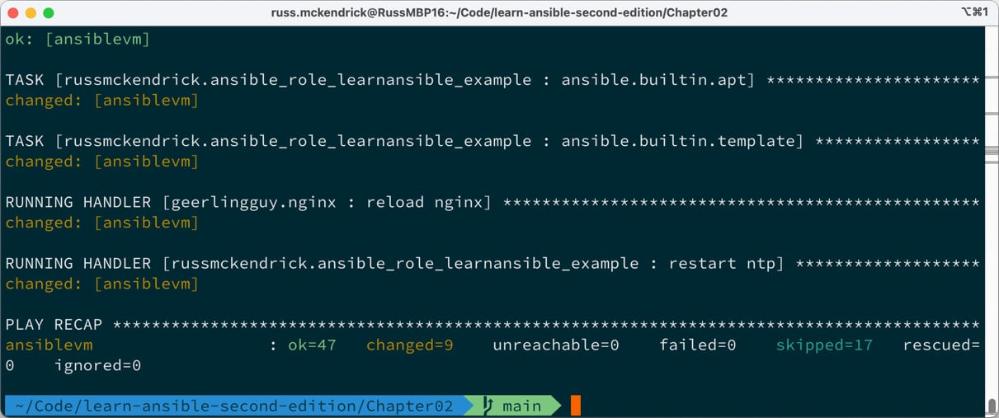 russ.mckendrick@RussMBP16:~/Code/learn-ansible-second-edition/Chapter02 ⌥⌘1
ok: [ansiblevm]
TASK [russmckendrick.ansible_role_learnansible_example : ansible.builtin.apt] **********************
changed: [ansiblevm]
TASK [russmckendrick.ansible_role_learnansible_example : ansible.builtin.template] *****************
changed: [ansiblevm]
RUNNING HANDLER [geerlingguy.nginx : reload nginx] *************************************************
changed: [ansiblevm]
RUNNING HANDLER [russmckendrick.ansible_role_learnansible_example : restart ntp] *******************
changed: [ansiblevm]
PLAY RECAP *****************************************************************************************
ansiblevm                  : ok=47   changed=9    unreachable=0    failed=0    skipped=17   rescued=
0    ignored=0
~/Code/learn-ansible-second-edition/Chapter02 main